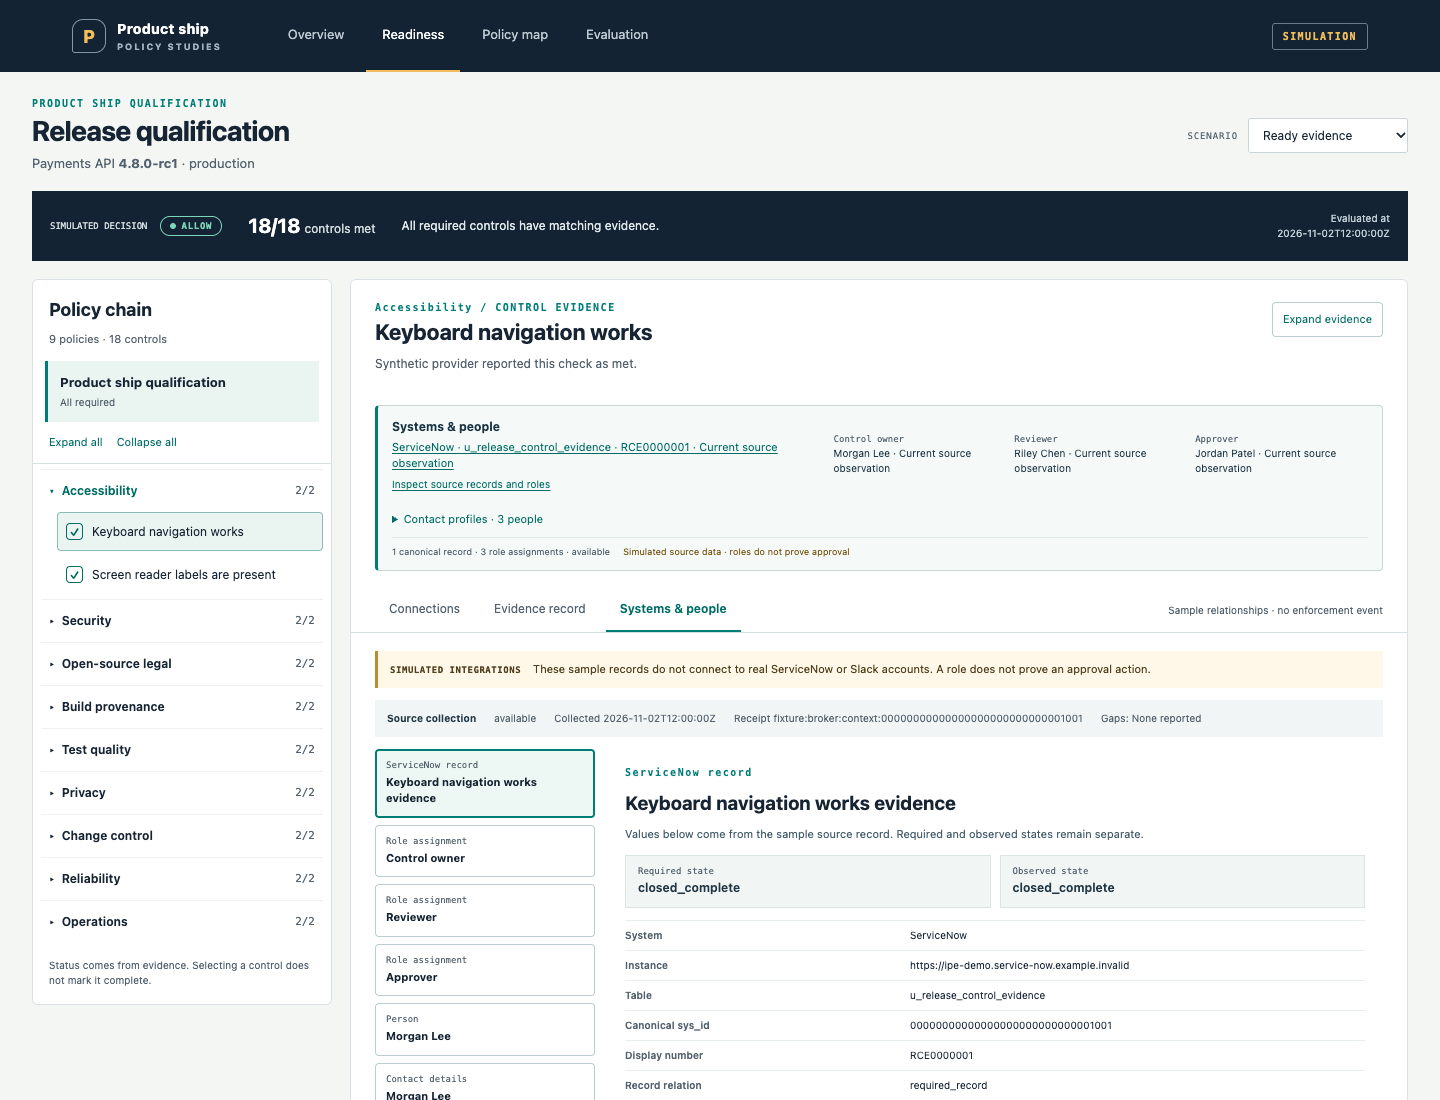 P
Product ship
POLICY STUDIES
Overview
Readiness
Policy map
Evaluation
SIMULATION
PRODUCT SHIP QUALIFICATION
Release qualification
Payments API 4.8.0-rc1 · production
SCENARIO
Ready evidence
SIMULATED DECISION
ALLOW
18/18 controls met
All required controls have matching evidence.
Evaluated at
2026-11-02T12:00:00Z
Policy chain
9 policies · 18 controls
Product ship qualification
All required
Expand all
Collapse all
Accessibility 2/2
Keyboard navigation works
Screen reader labels are present
Security 2/2
Open-source legal 2/2
Build provenance 2/2
Test quality 2/2
Privacy 2/2
Change control 2/2
Reliability 2/2
Operations 2/2
Status comes from evidence. Selecting a control does
not mark it complete.
Accessibility / CONTROL EVIDENCE
Keyboard navigation works
Synthetic provider reported this check as met.
Expand evidence
Systems & people
ServiceNow · u_release_control_evidence · RCE0000001 · Current source
observation
Inspect source records and roles
Control owner
Morgan Lee · Current source
observation
Reviewer
Riley Chen · Current source
observation
Approver
Jordan Patel · Current source
observation
Contact profiles · 3 people
1 canonical record · 3 role assignments · available
Simulated source data · roles do not prove approval
Connections
Evidence record
Systems & people
Sample relationships · no enforcement event
SIMULATED INTEGRATIONS These sample records do not connect to real ServiceNow or Slack accounts. A role does not prove an approval action.
Source collection available Collected 2026-11-02T12:00:00Z Receipt fixture:broker:context:00000000000000000000000000001001 Gaps: None reported
ServiceNow record
Keyboard navigation works
evidence
Role assignment
Control owner
Role assignment
Reviewer
Role assignment
Approver
Person
Morgan Lee
Contact details
Morgan Lee
ServiceNow record
Keyboard navigation works evidence
Values below come from the sample source record. Required and observed states remain separate.
Required state
closed_complete
Observed state
closed_complete
System ServiceNow
Instance https://ipe-demo.service-now.example.invalid
Table u_release_control_evidence
Canonical sys_id 00000000000000000000000000001001
Display number RCE0000001
Record relation required_record